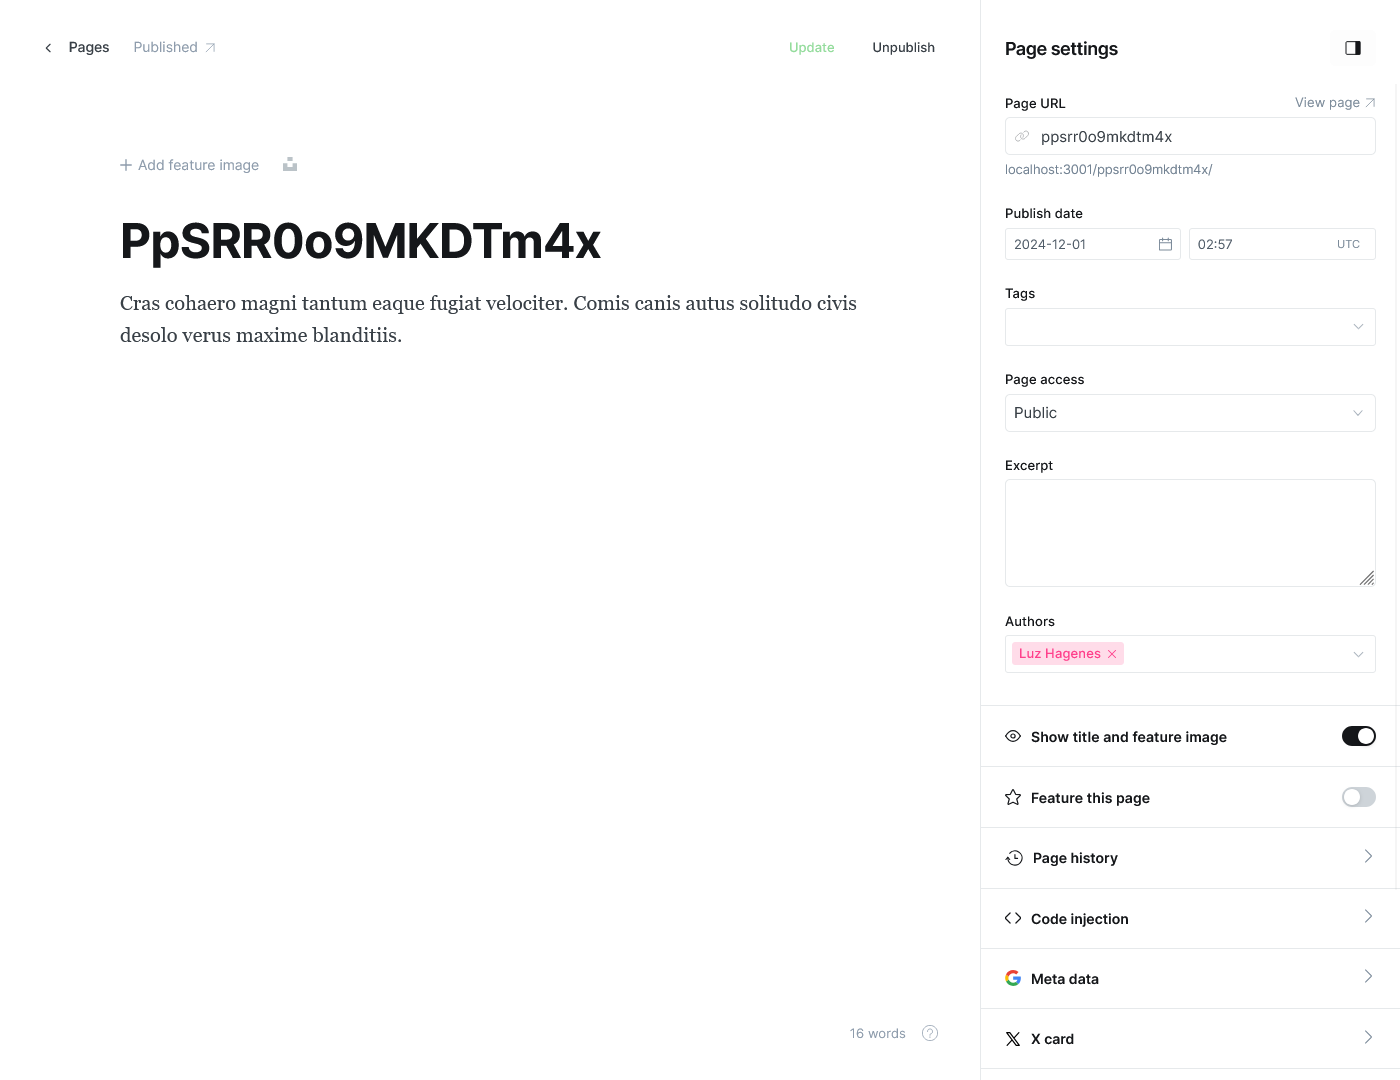 Pages
Published
Update
Unpublish
Page settings
Add feature image
PpSRR0o9MKDTm4x
Cras cohaero magni tantum eaque fugiat velociter. Comis canis autus solitudo civis
desolo verus maxime blanditiis.
16 words
Page URL
View page
ppsrr0o9mkdtm4x
localhost:3001/ppsrr0o9mkdtm4x/
Publish date
2024-12-01
02:57
UTC
Tags
Page access
Public
Excerpt
Authors
Luz Hagenes
Show title and feature image
Feature this page
Page history
Code injection
Meta data
X card